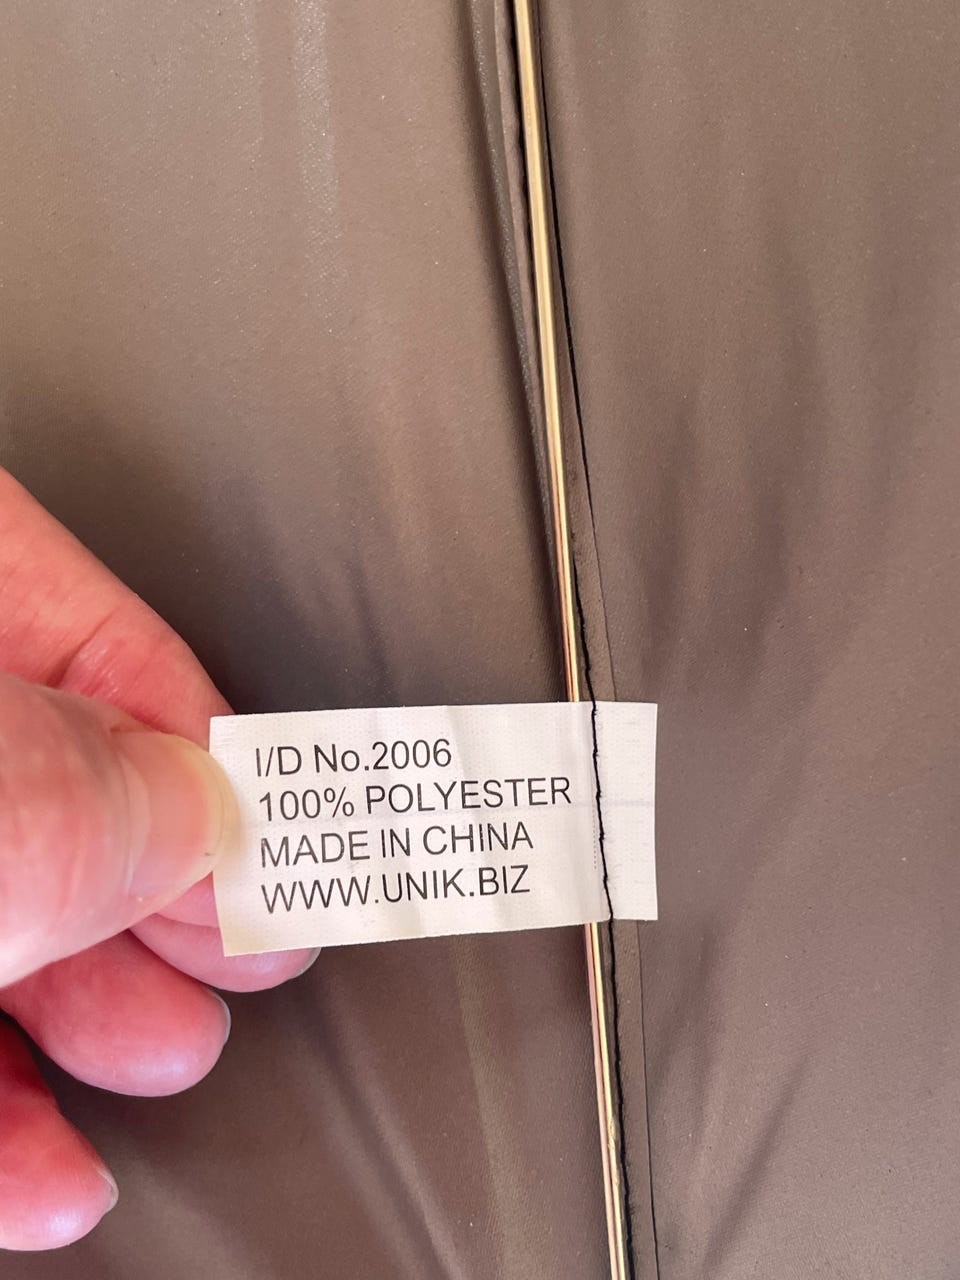 I/D No.2006
100% POLYESTER
MADE IN CHINA
WWW.UNIK.BIZ